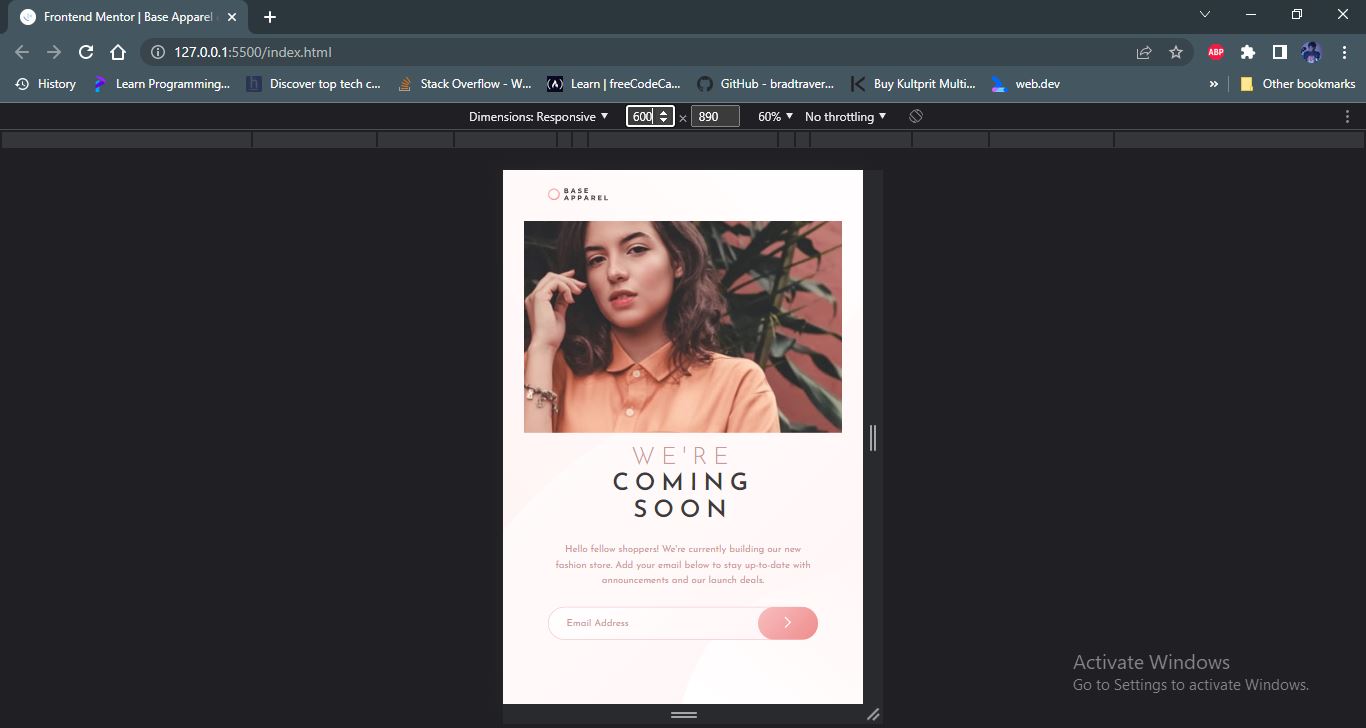 Frontend Mentor | Base Apparel
127.0.0.1:5500/index.html
ABP
History
Learn Programming...
h
Discover top tech c...
Stack Overflow - W...
Learn | freeCodeCa...
GitHub - bradtraver...
Buy Kultprit Multi...
web.dev
»
Other bookmarks
Dimensions: Responsive
600
×
890
60%
No throttling
BASE
APPAREL
WE'RE
COMING
SOON
Hello fellow shoppers! We're currently building our new
fashion store. Add your email below to stay up-to-date with
announcements and our launch deals.
Email Address
Activate Windows
Go to Settings to activate Windows.